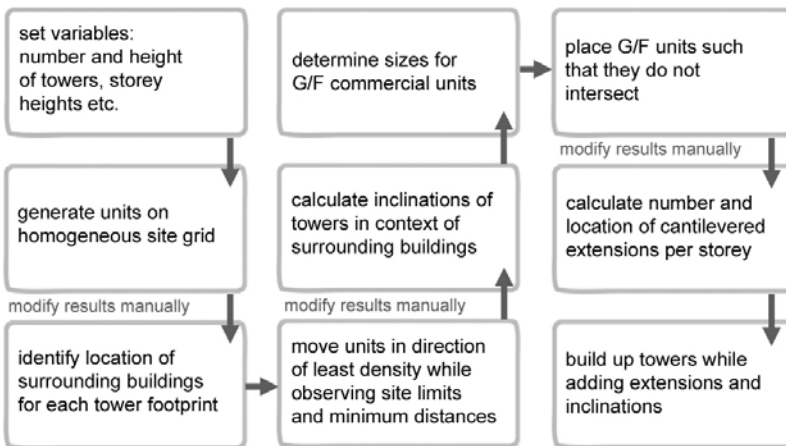 set variables:
number and height
of towers, storey
heights etc.
generate units on
homogeneous site grid
modify results manually
identify location of
surrounding buildings
for each tower footprint
move units in direction
of least density while
observing site limits
and minimum distances
modify results manually
calculate inclinations of
towers in context of
surrounding buildings
determine sizes for
G/F commercial units
place G/F units such
that they do not
intersect
modify results manually
calculate number and
location of cantilevered
extensions per storey
build up towers while
adding extensions and
inclinations